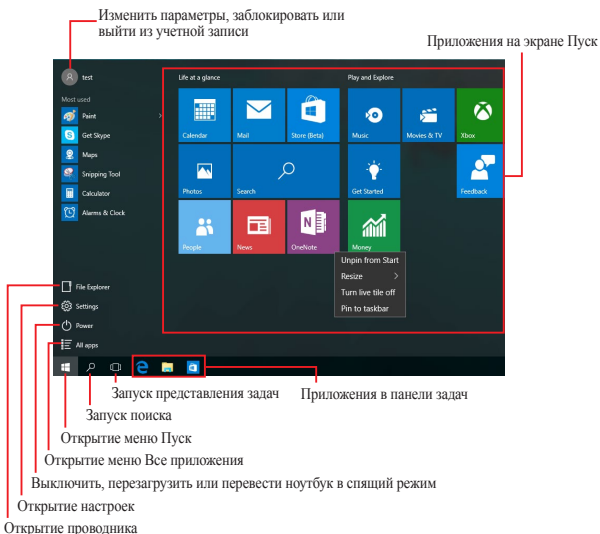 Изменить параметры, заблокировать или
выйти из учетной записи
Приложения на экране Пуск
test
Life at a glance
Play and Explore
Most used
Paint
Get Skype
Maps
Snipping Tool
Calculator
Alarms & Clock
Calendar
Mail
Store (Beta)
Music
Movies & TV
Xbox
Photos
Search
Get Started
Feedback
People
News
OneNote
Money
Unpin from Start
Resize
Turn live tile off
Pin to taskbar
File Explorer
Settings
Power
All apps
Запуск представления задач
Приложения в панели задач
Запуск поиска
Открытие меню Пуск
Открытие меню Все приложения
Выключить, перезагрузить или перевести ноутбук в спящий режим
Открытие настроек
Открытие проводника